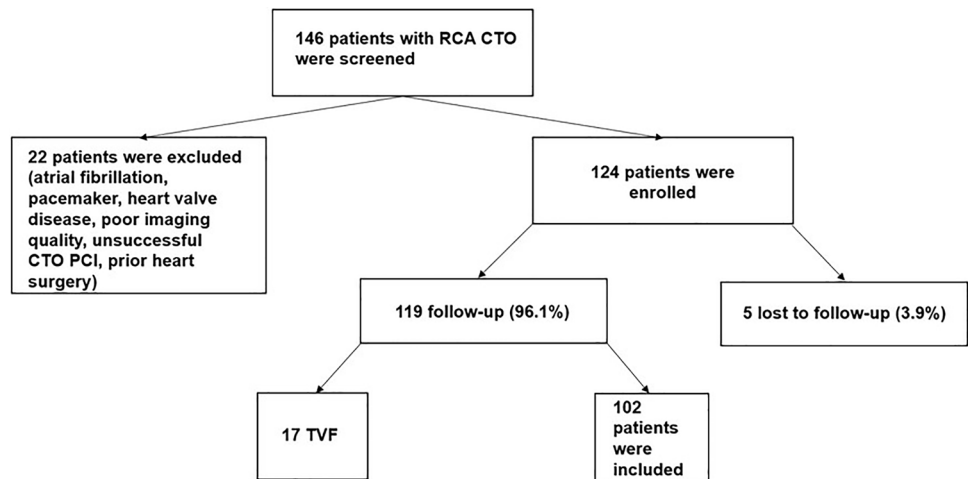 146 patients with RCA CTO
were screened
22 patients were excluded
(atrial fibrillation,
pacemaker, heart valve
disease, poor imaging
quality, unsuccessful
CTO PCI, prior heart
surgery)
124 patients were
enrolled
119 follow-up (96.1%)
5 lost to follow-up (3.9%)
17 TVF
102
patients
were
included